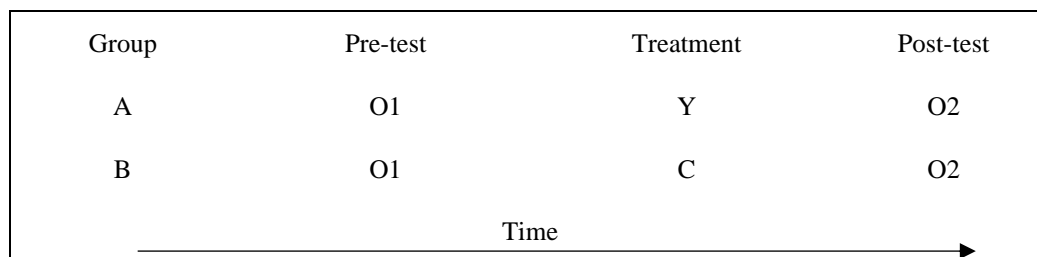 Group Pre-test Treatment Post-test
A O1 Y O2
B O1 C O2
Time